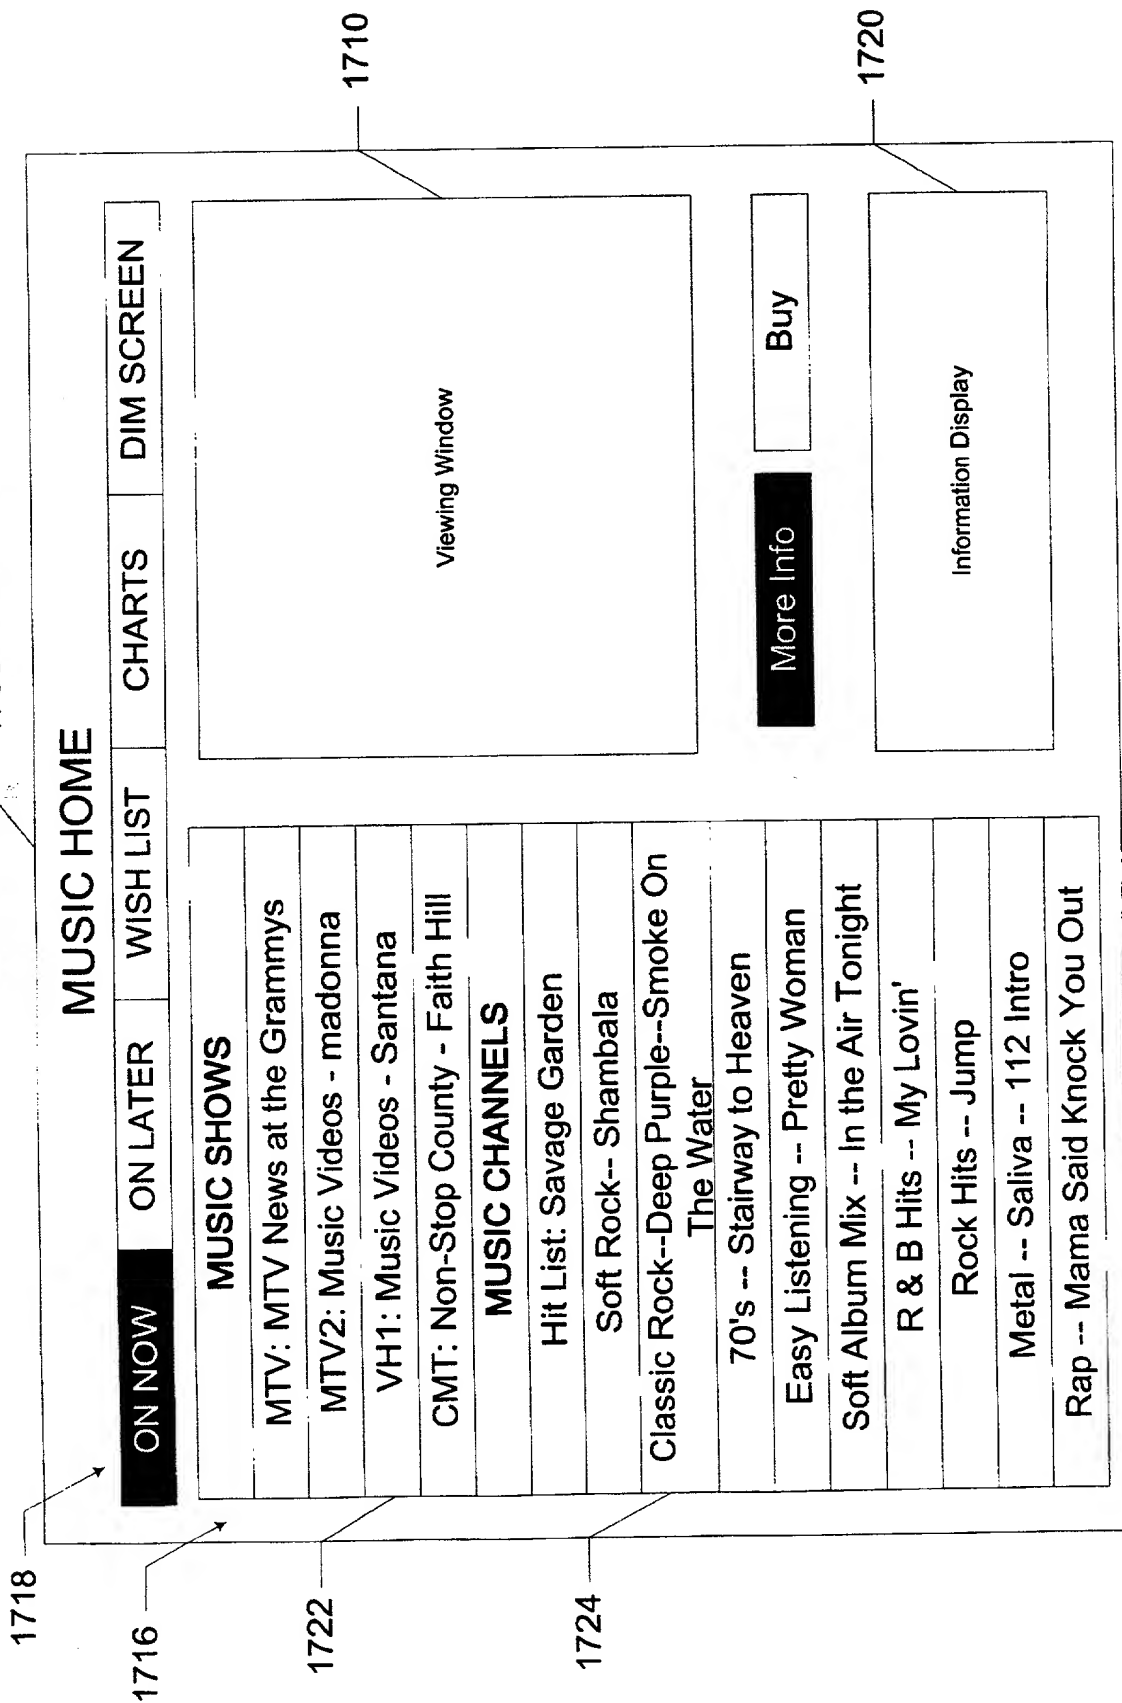 MUSIC HOME
ON NOW
ON LATER
WISH LIST
CHARTS
DIM SCREEN
MUSIC SHOWS
MTV: MTV News at the Grammys
MTV2: Music Videos - madonna
VH1: Music Videos - Santana
CMT: Non-Stop County - Faith Hill
MUSIC CHANNELS
Hit List: Savage Garden
Soft Rock-- Shambala
Classic Rock--Deep Purple--Smoke On
The Water
70's -- Stairway to Heaven
Easy Listening -- Pretty Woman
Soft Album Mix -- In the Air Tonight
R & B Hits -- My Lovin'
Rock Hits -- Jump
Metal -- Saliva -- 112 Intro
Rap -- Mama Said Knock You Out
Viewing Window
More Info
Buy
Information Display
1718
1716
1722
1724
1710
1720